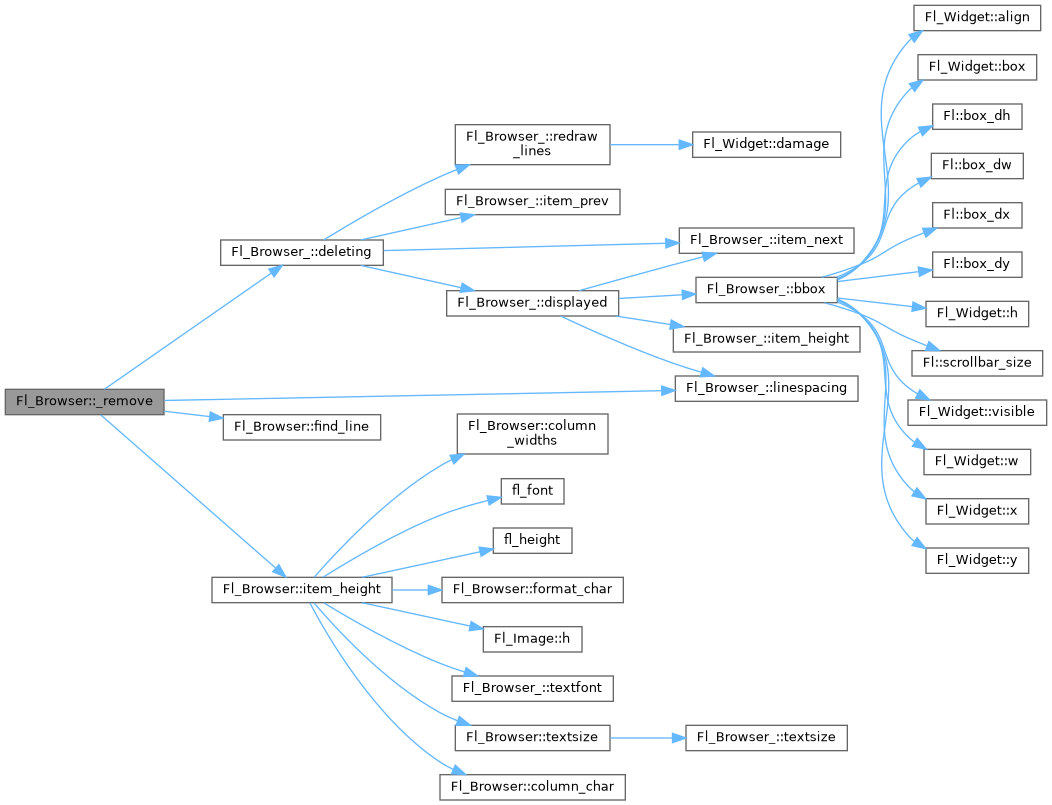 Fl_Browser::_remove
Fl_Browser_::deleting
Fl_Browser_::redraw
_lines
Fl_Widget::damage
Fl_Browser_::item_prev
Fl_Browser_::item_next
Fl_Browser_::displayed
Fl_Browser_::bbox
Fl_Widget::align
Fl_Widget::box
Fl::box_dh
Fl::box_dw
Fl::box_dx
Fl::box_dy
Fl_Widget::h
Fl::scrollbar_size
Fl_Widget::visible
Fl_Widget::w
Fl_Widget::x
Fl_Widget::y
Fl_Browser_::item_height
Fl_Browser_::linespacing
Fl_Browser::find_line
Fl_Browser::item_height
Fl_Browser::column
_widths
fl_font
fl_height
Fl_Browser::format_char
Fl_Image::h
Fl_Browser_::textfont
Fl_Browser::textsize
Fl_Browser_::textsize
Fl_Browser::column_char